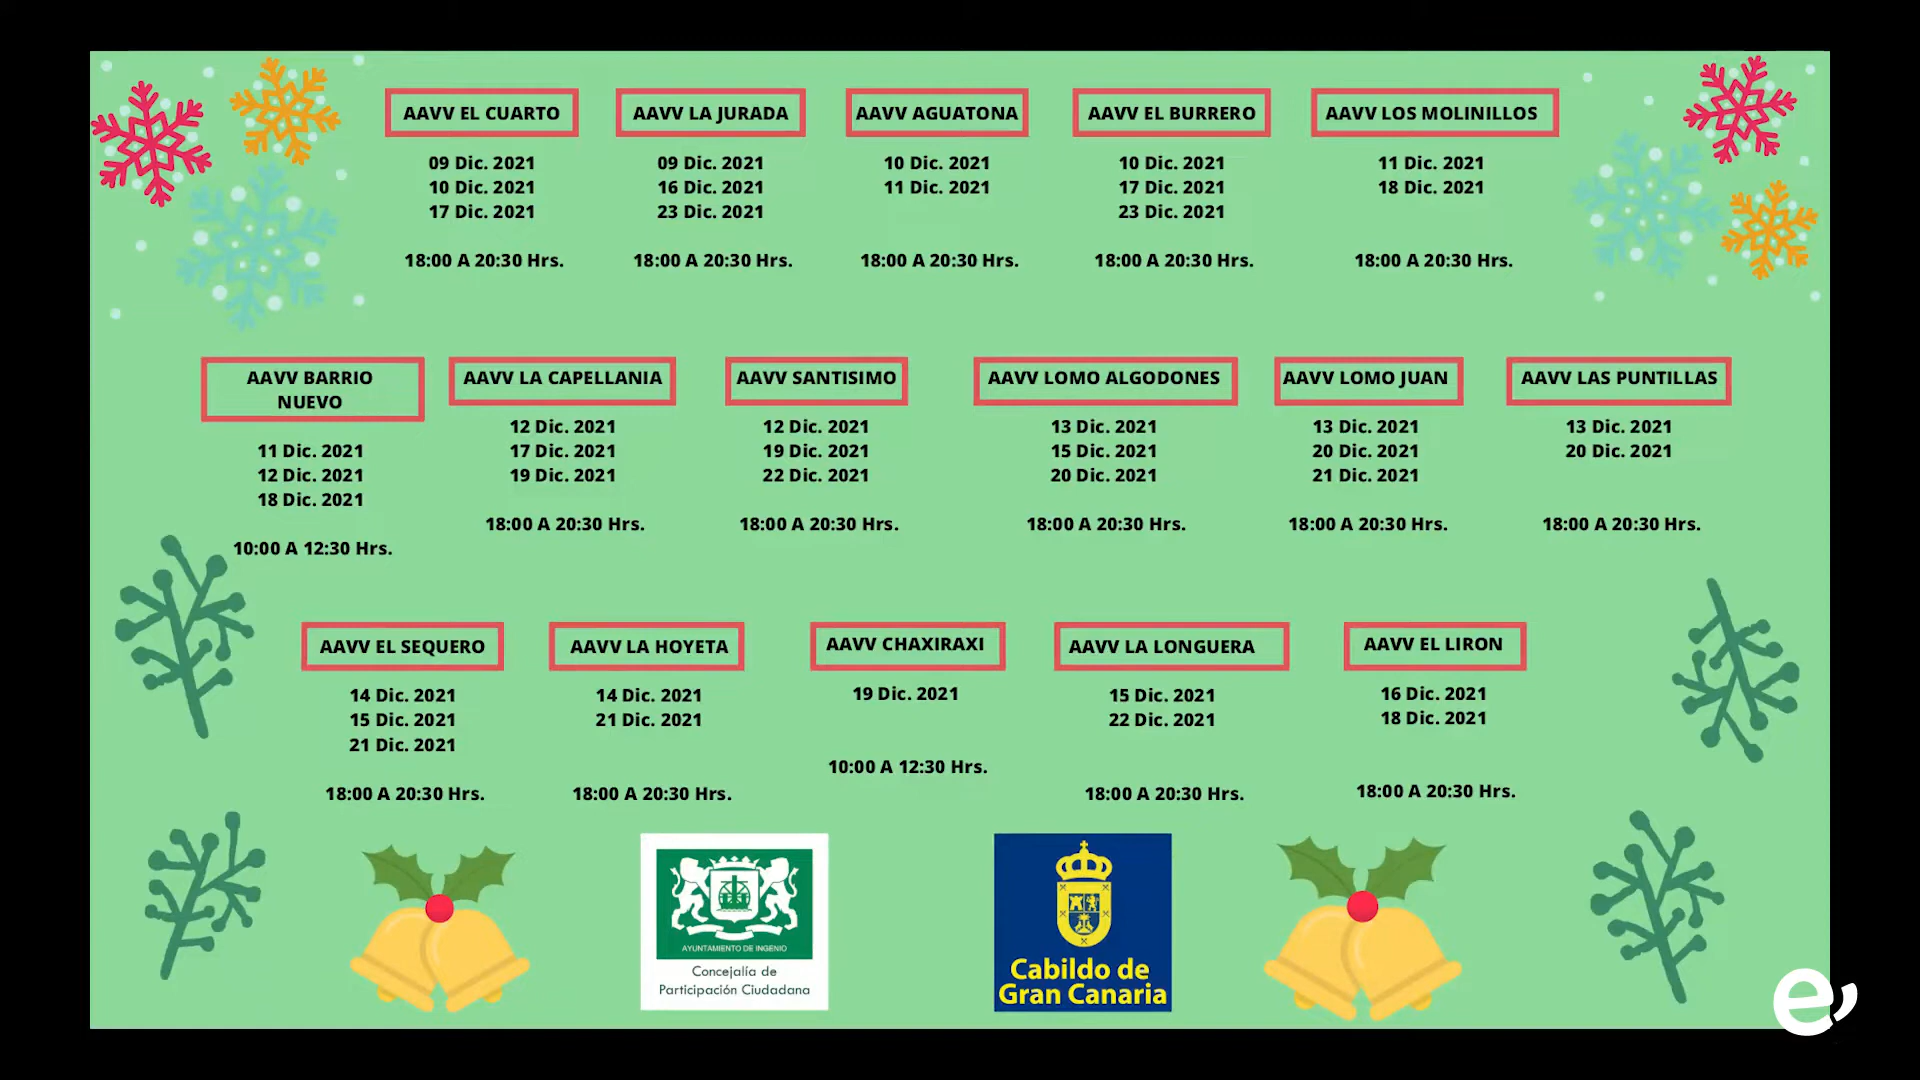 AAVV EL CUARTO
09 Dic. 2021
10 Dic. 2021
17 Dic. 2021
18:00 A 20:30 Hrs.
AAVV LA JURADA
09 Dic. 2021
16 Dic. 2021
23 Dic. 2021
18:00 A 20:30 Hrs.
AAVV AGUATONA
10 Dic. 2021
11 Dic. 2021
18:00 A 20:30 Hrs.
AAVV EL BURRERO
10 Dic. 2021
17 Dic. 2021
23 Dic. 2021
18:00 A 20:30 Hrs.
AAVV LOS MOLINILLOS
11 Dic. 2021
18 Dic. 2021
18:00 A 20:30 Hrs.
AAVV BARRIO
NUEVO
11 Dic. 2021
12 Dic. 2021
18 Dic. 2021
10:00 A 12:30 Hrs.
AAVV LA CAPELLANIA
12 Dic. 2021
17 Dic. 2021
19 Dic. 2021
18:00 A 20:30 Hrs.
AAVV SANTISIMO
12 Dic. 2021
19 Dic. 2021
22 Dic. 2021
18:00 A 20:30 Hrs.
AAVV LOMO ALGODONES
13 Dic. 2021
15 Dic. 2021
20 Dic. 2021
18:00 A 20:30 Hrs.
AAVV LOMO JUAN
13 Dic. 2021
20 Dic. 2021
21 Dic. 2021
18:00 A 20:30 Hrs.
AAVV LAS PUNTILLAS
13 Dic. 2021
20 Dic. 2021
18:00 A 20:30 Hrs.
AAVV EL SEQUERO
14 Dic. 2021
15 Dic. 2021
21 Dic. 2021
18:00 A 20:30 Hrs.
AAVV LA HOYETA
14 Dic. 2021
21 Dic. 2021
18:00 A 20:30 Hrs.
AAVV CHAXIRAXI
19 Dic. 2021
10:00 A 12:30 Hrs.
AAVV LA LONGUERA
15 Dic. 2021
22 Dic. 2021
18:00 A 20:30 Hrs.
AAVV EL LIRON
16 Dic. 2021
18 Dic. 2021
18:00 A 20:30 Hrs.
AYUNTAMIENTO DE INGENIO
Concejalía de
Participación Ciudadana
Cabildo de
Gran Canaria
e